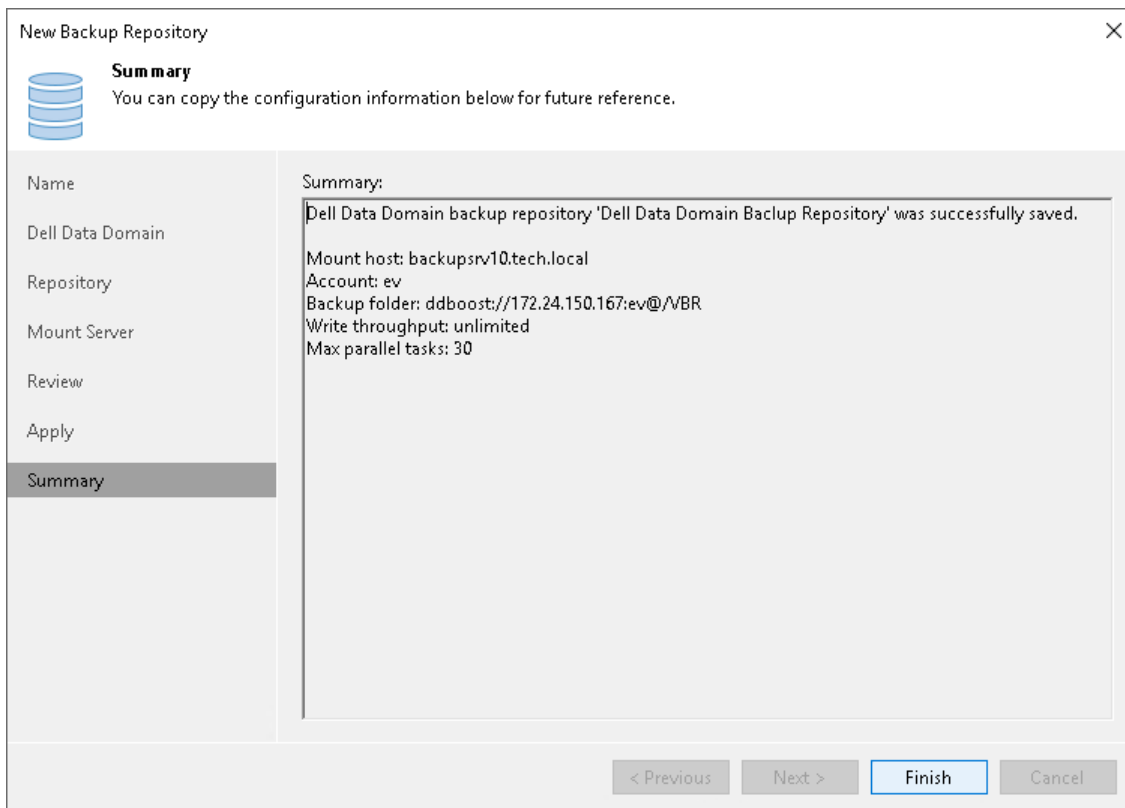 New Backup Repository
Summary
You can copy the configuration information below for future reference.
Name
Dell Data Domain
Repository
Mount Server
Review
Apply
Summary
Summary:
Dell Data Domain backup repository 'Dell Data Domain Baclup Repository' was successfully saved.
Mount host: backupsrv10.tech.local
Account: ev
Backup folder: ddboost://172.24.150.167:ev@/VBR
Write throughput: unlimited
Max parallel tasks: 30
< Previous
Next >
Finish
Cancel